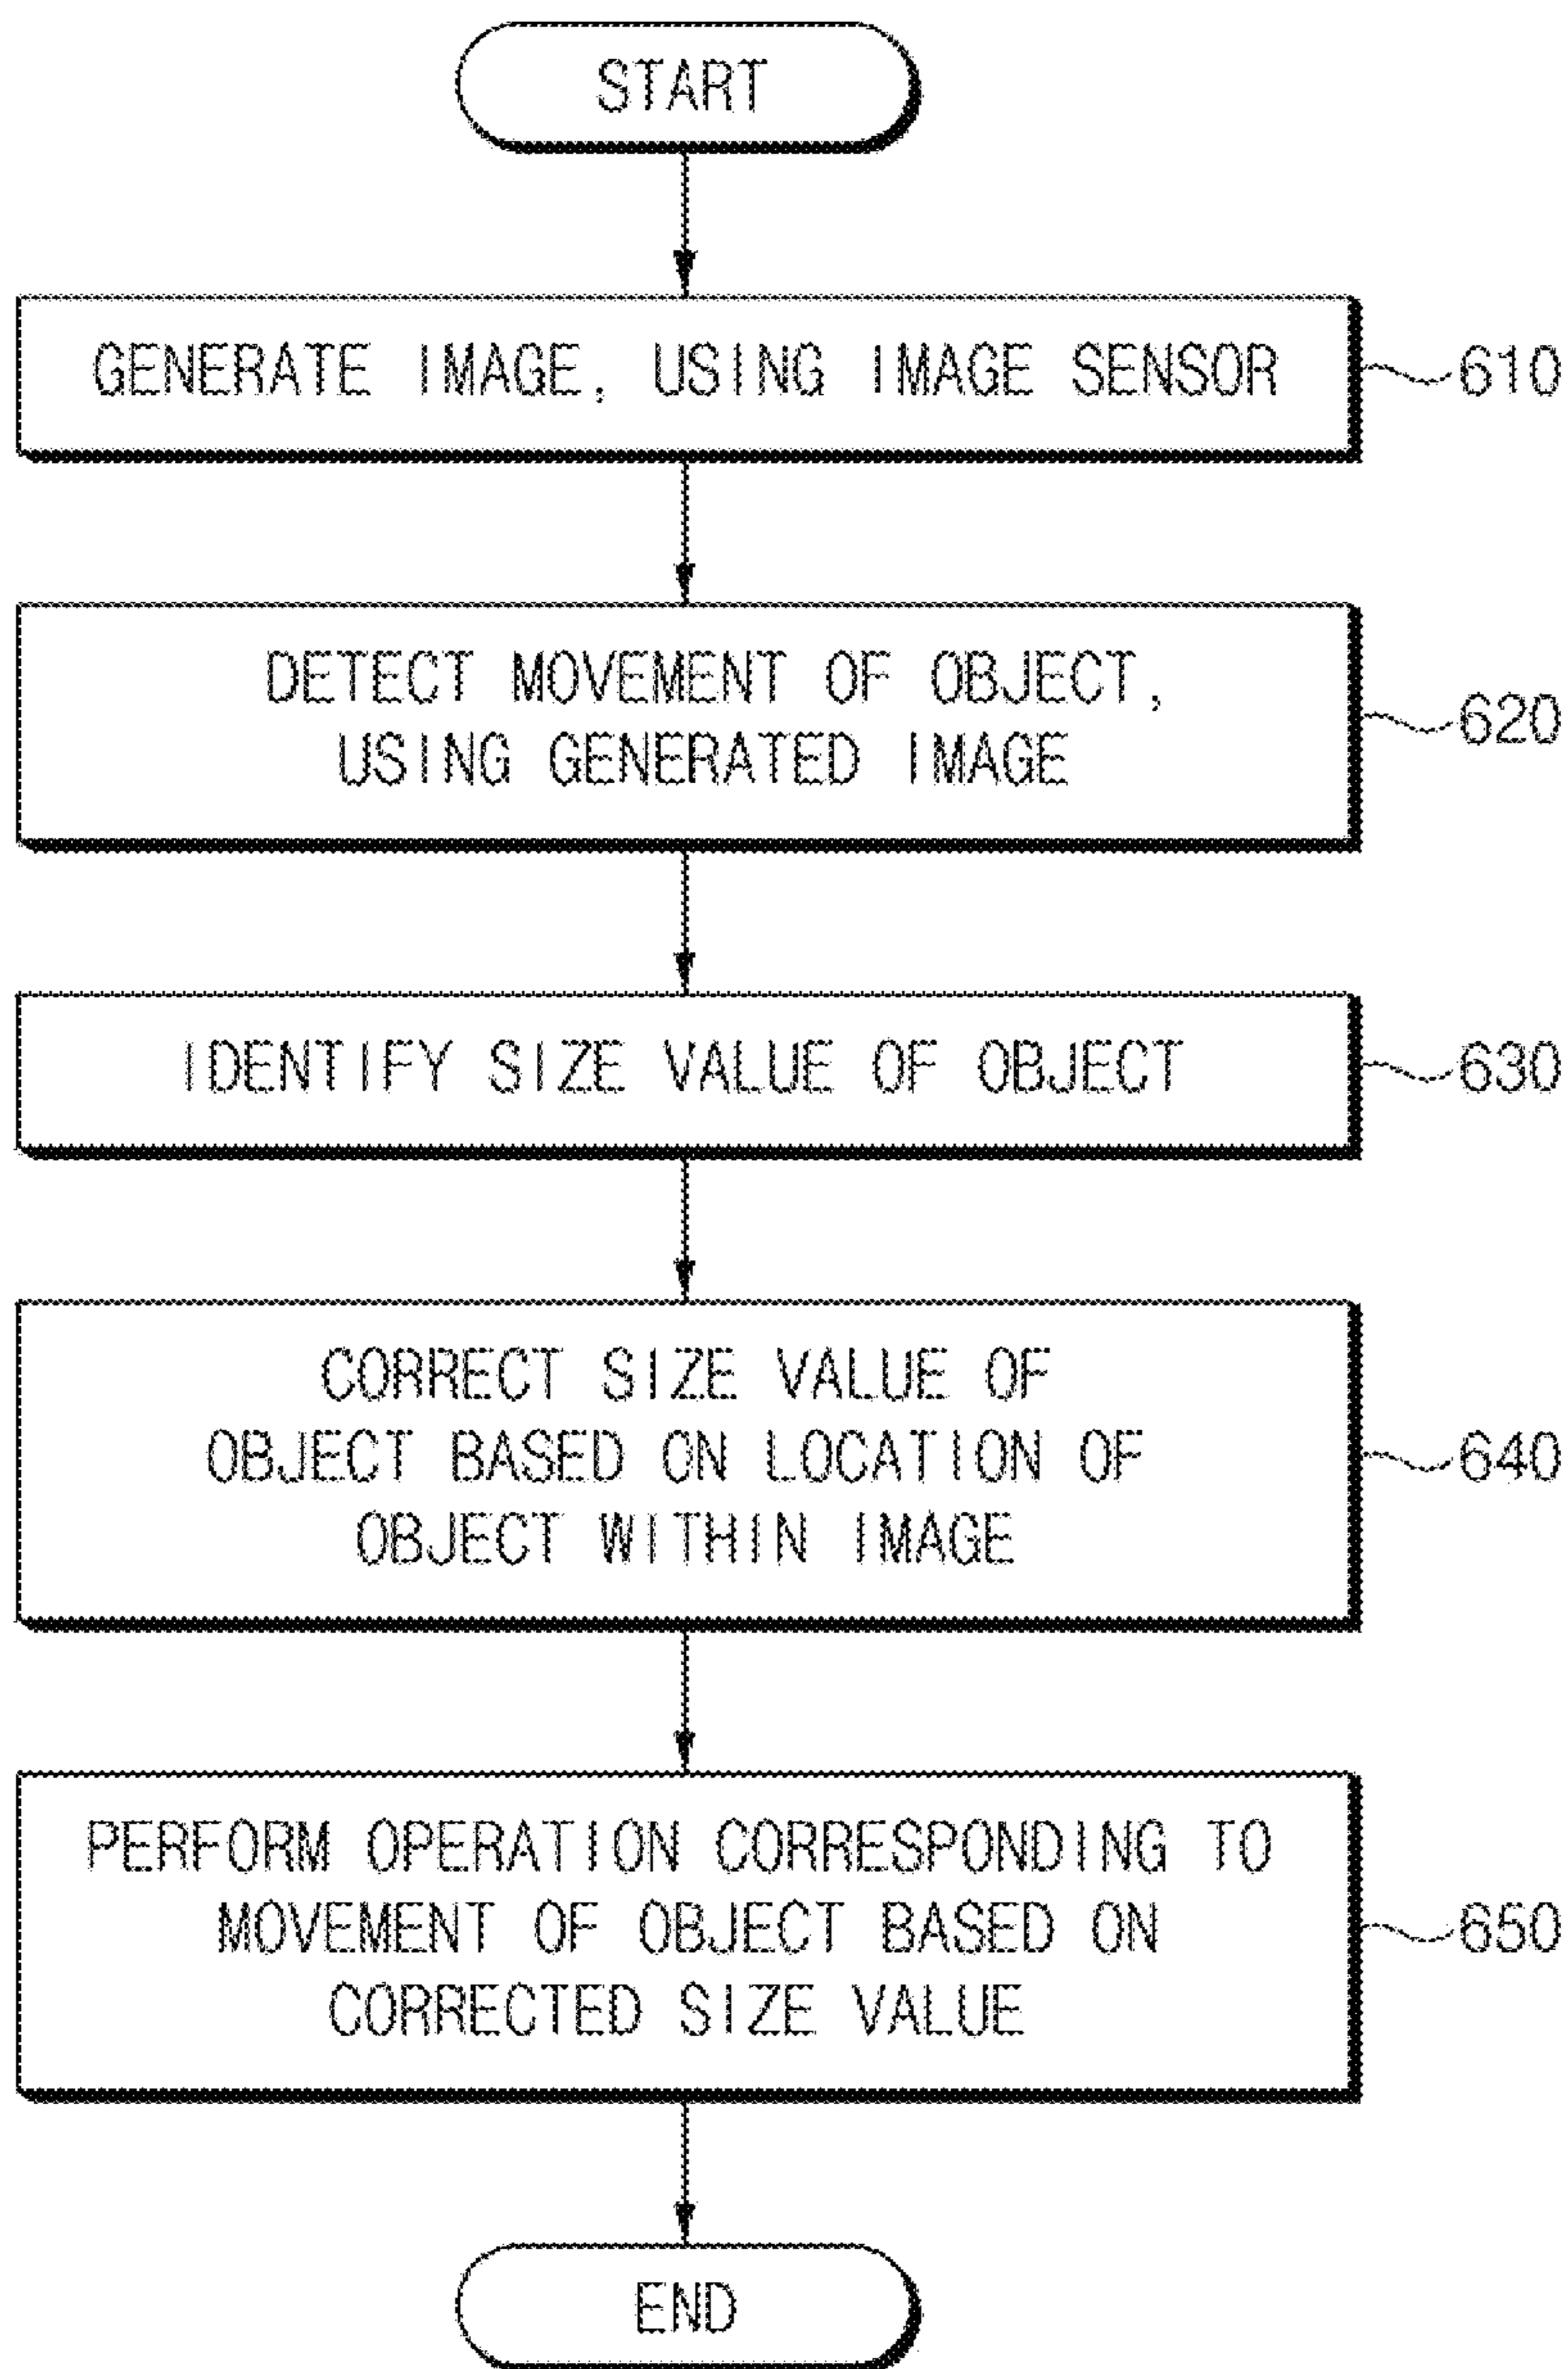 START
GENERATE IMAGE, USING IMAGE SENSOR
610
DETECT MOVEMENT OF OBJECT,
USING GENERATED IMAGE
620
IDENTIFY SIZE VALUE OF OBJECT
630
CORRECT SIZE VALUE OF
OBJECT BASED ON LOCATION OF
OBJECT WITHIN IMAGE
640
PERFORM OPERATION CORRESPONDING TO
MOVEMENT OF OBJECT BASED ON
CORRECTED SIZE VALUE
650
END